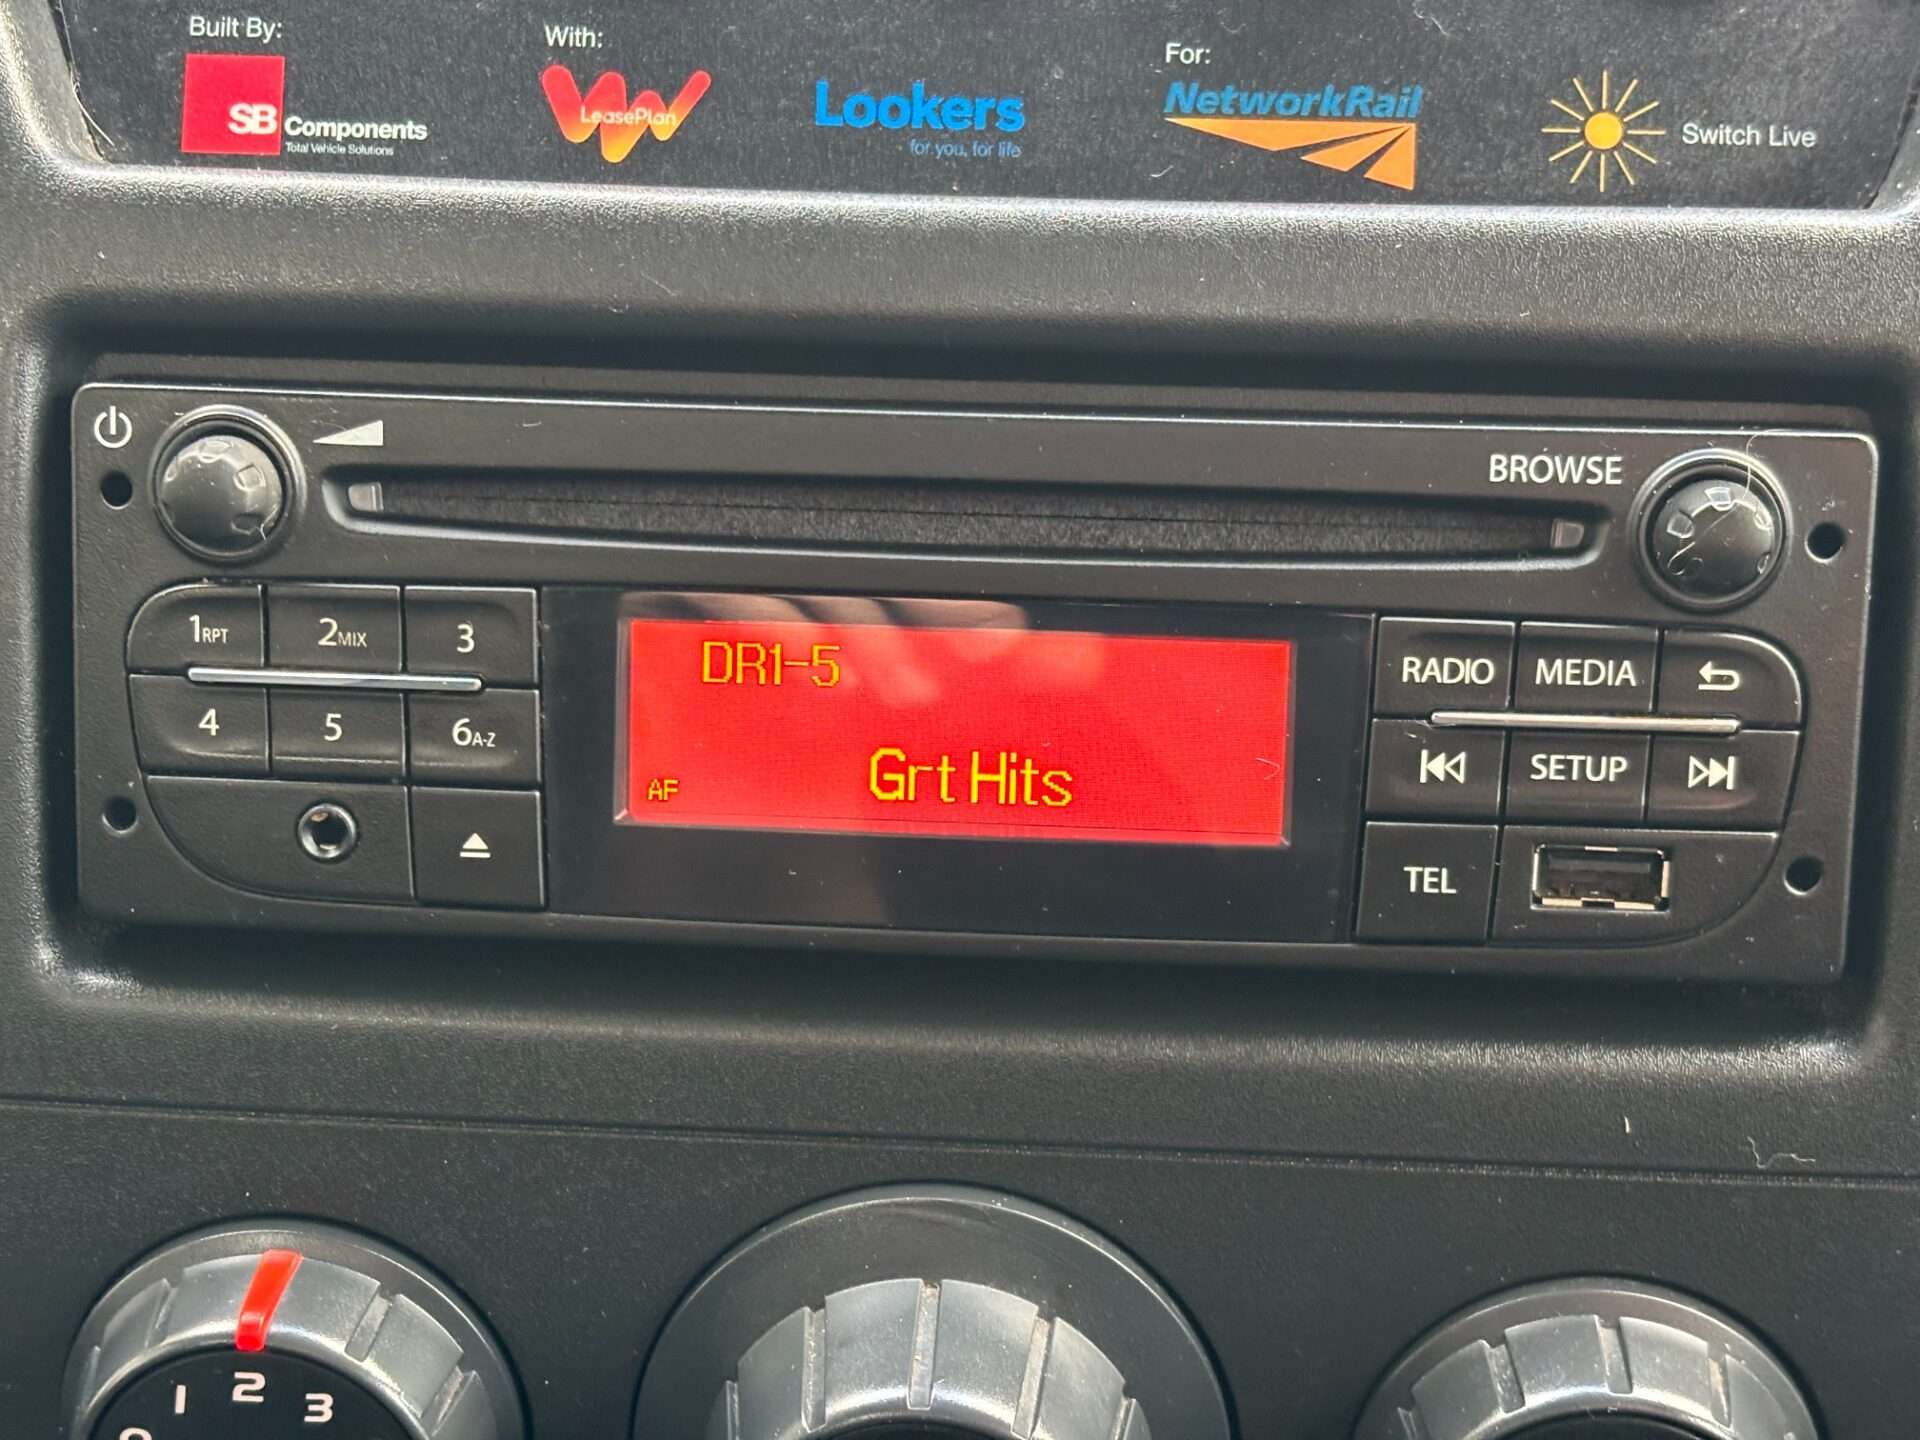 Built By:
SB Components
Total Vehicle Solutions
With:
LeasePlan
Lookers
for you, for life
For:
NetworkRail
Switch Live
BROWSE
1RPT
2MIX
3
4
5
6A-Z
DR1-5
AF
Grt Hits
RADIO
MEDIA
SETUP
TEL
0
1
2
3